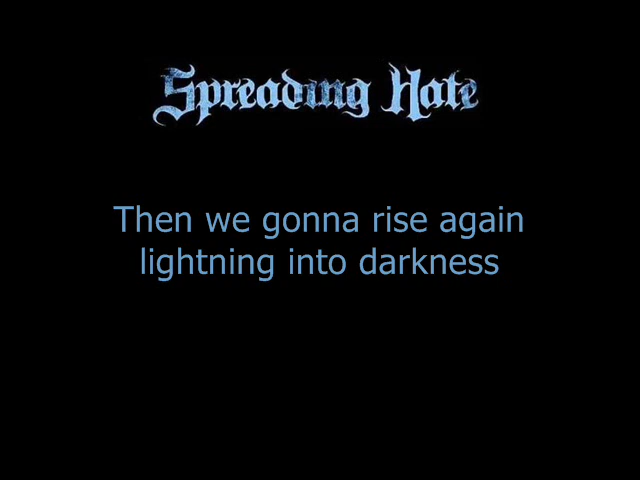 Spreading Hate
Then we gonna rise again
lightning into darkness